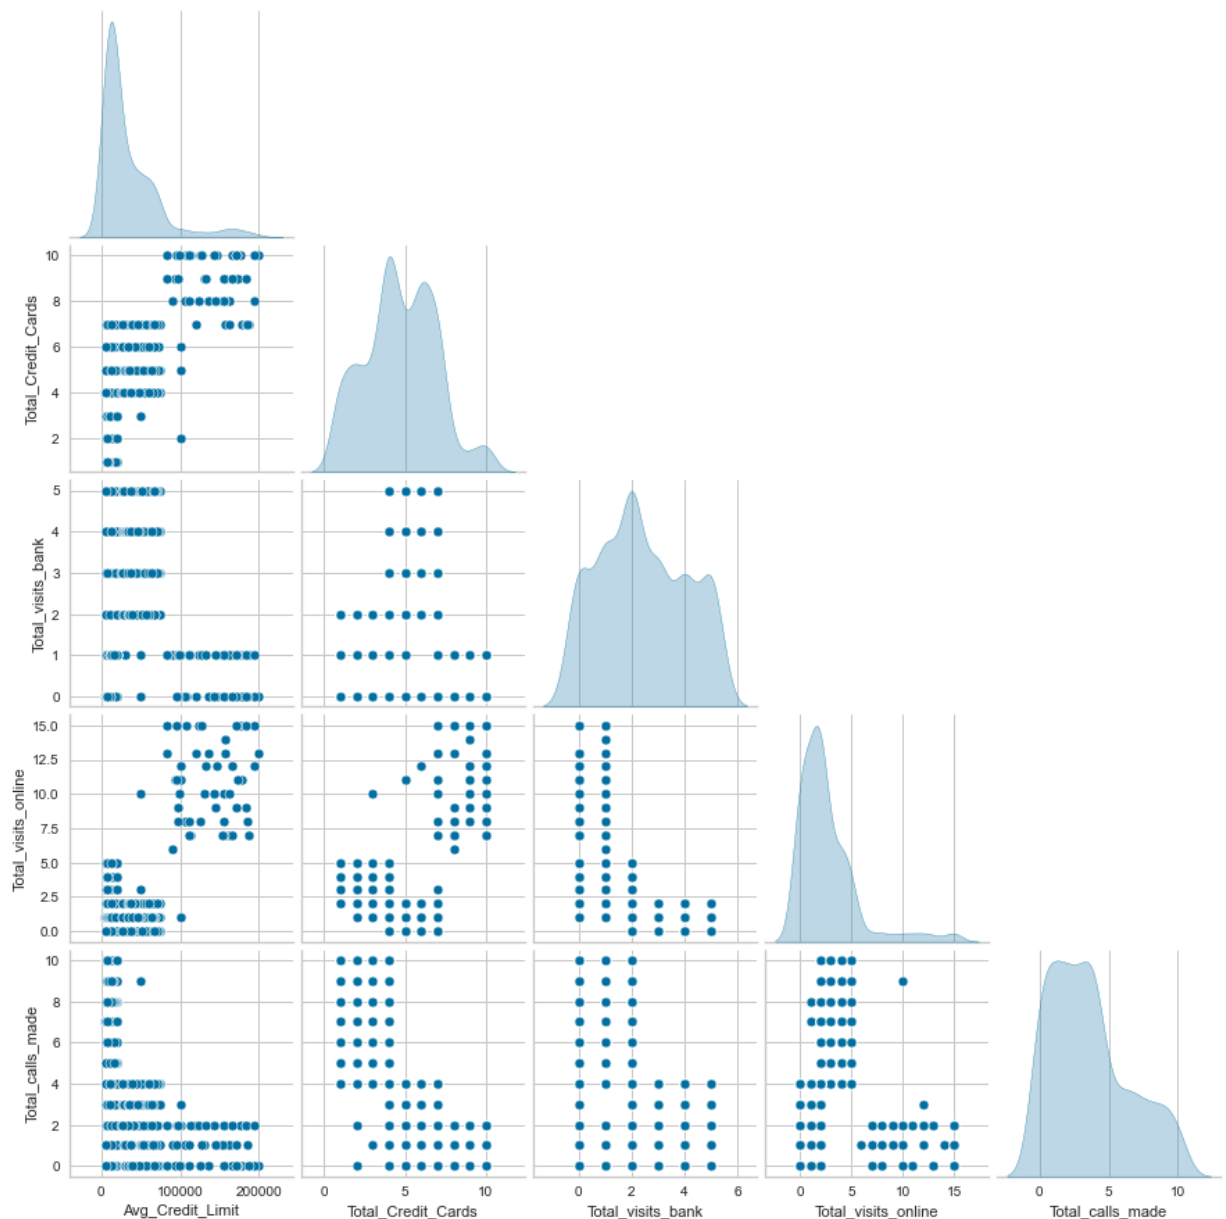 Total_Credit_Cards
10
8
6
4
2
Total_visits_bank
5
4
3
2
1
0
Total_visits_online
15.0
12.5
10.0
7.5
5.0
2.5
0.0
Total_calls_made
10
8
6
4
2
0
0 100000 200000
0 5 10
0 2 4 6
0 5 10 15
0 5 10
Avg_Credit_Limit
Total_Credit_Cards
Total_visits_bank
Total_visits_online
Total_calls_made